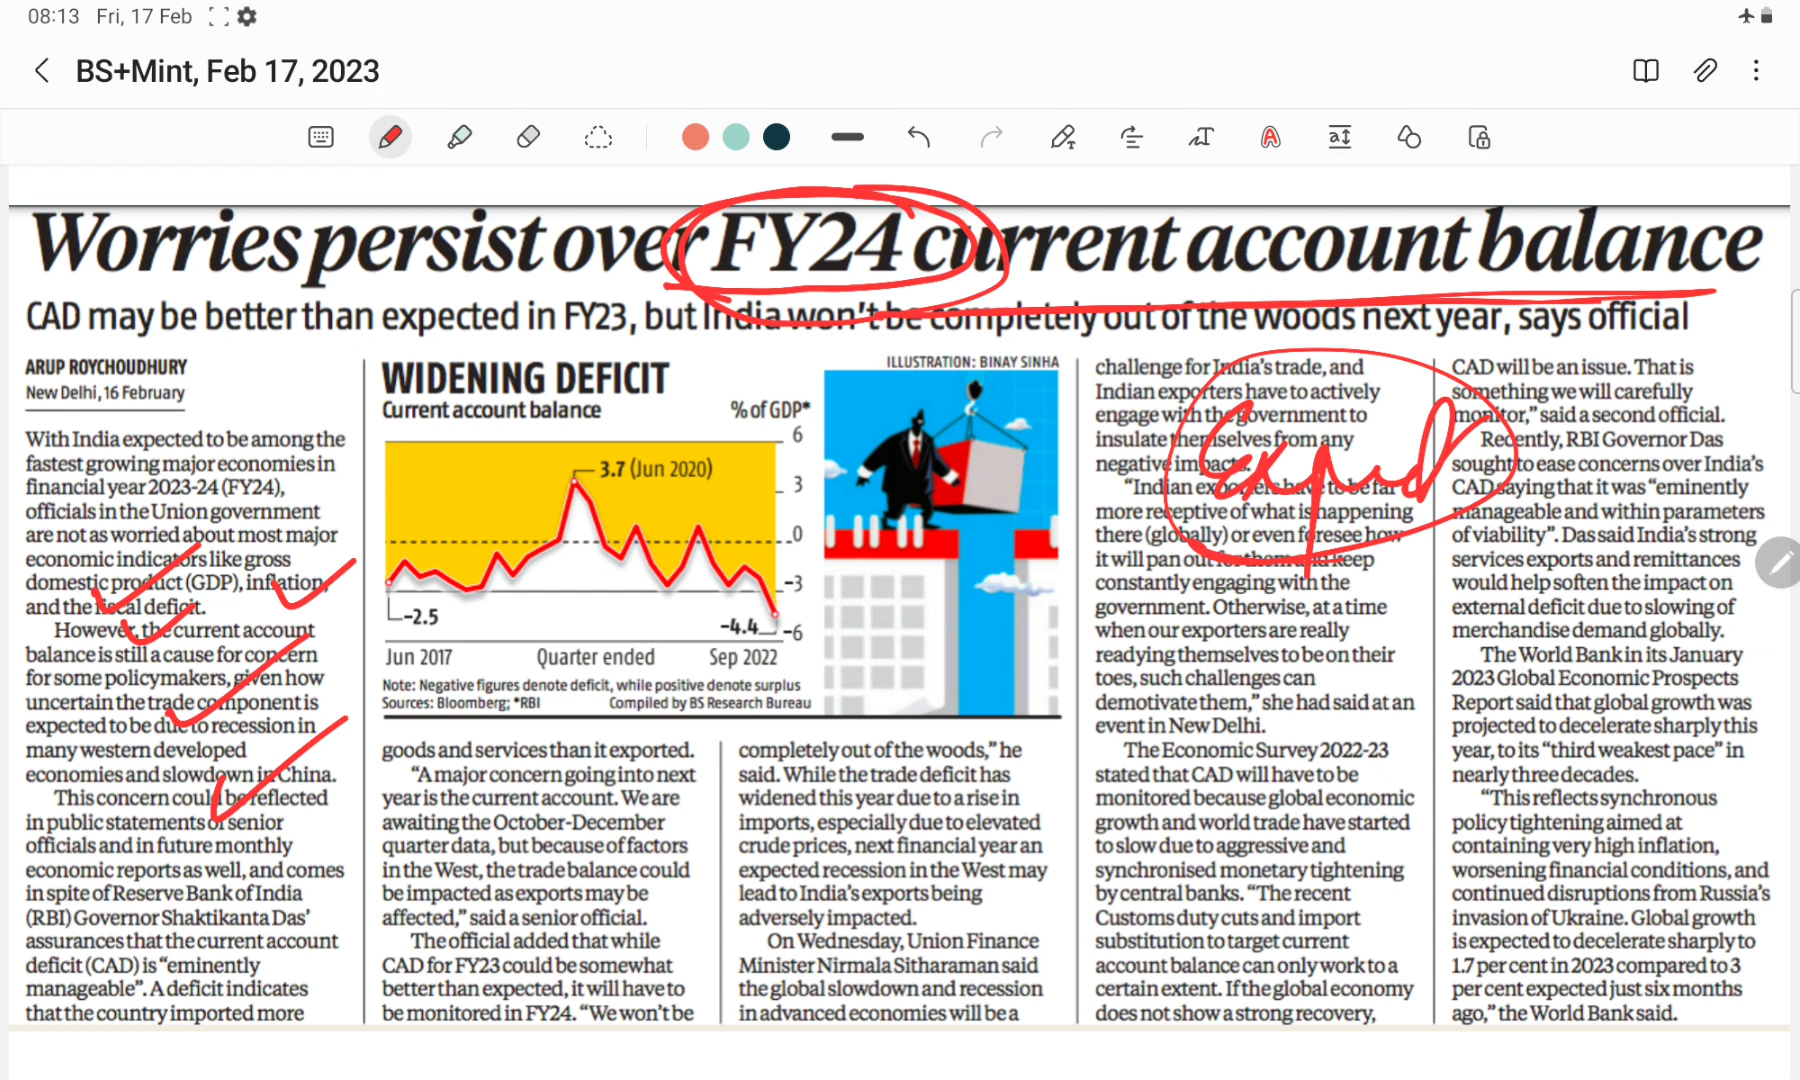 08:13 Fri, 17 Feb
BS+Mint, Feb 17, 2023
Worries persist over FY24 current account balance
CAD may be better than expected in FY23, but India won't be completely out of the woods next year, says official
ARUP ROYCHOUDHURY
New Delhi, 16 February
With India expected to be among the
fastest growing major economies in
financial year 2023-24 (FY24),
officials in the Union government
are not as worried about most major
economic indicators like gross
domestic product (GDP), inflation,
and the fiscal deficit.
However, the current account
balance is still a cause for concern
for some policymakers, given how
uncertain the trade component is
expected to be due to recession in
many western developed
economies and slowdown in China.
This concern could be reflected
in public statements of senior
officials and in future monthly
economic reports as well, and comes
in spite of Reserve Bank of India
(RBI) Governor Shaktikanta Das'
assurances that the current account
deficit (CAD) is "eminently
manageable". A deficit indicates
that the country imported more
WIDENING DEFICIT
Current account balance % of GDP*
6
3.7 (Jun 2020)
3
0
-3
-2.5
-4.4
-6
Jun 2017 Quarter ended Sep 2022
Note: Negative figures denote deficit, while positive denote surplus
Sources: Bloomberg; *RBI Compiled by BS Research Bureau
ILLUSTRATION: BINAY SINHA
goods and services than it exported.
"A major concern going into next
year is the current account. We are
awaiting the October-December
quarter data, but because of factors
in the West, the trade balance could
be impacted as exports may be
affected," said a senior official.
The official added that while
CAD for FY23 could be somewhat
better than expected, it will have to
be monitored in FY24. "We won't be
completely out of the woods," he
said. While the trade deficit has
widened this year due to a rise in
imports, especially due to elevated
crude prices, next financial year an
expected recession in the West may
lead to India's exports being
adversely impacted.
On Wednesday, Union Finance
Minister Nirmala Sitharaman said
the global slowdown and recession
in advanced economies will be a
challenge for India's trade, and
Indian exporters have to actively
engage with the government to
insulate themselves from any
negative impacts.
"Indian exporters have to be far
more receptive of what is happening
there (globally) or even foresee how
it will pan out for them and keep
constantly engaging with the
government. Otherwise, at a time
when our exporters are really
readying themselves to be on their
toes, such challenges can
demotivate them," she had said at an
event in New Delhi.
The Economic Survey 2022-23
stated that CAD will have to be
monitored because global economic
growth and world trade have started
to slow due to aggressive and
synchronised monetary tightening
by central banks. "The recent
Customs duty cuts and import
substitution to target current
account balance can only work to a
certain extent. If the global economy
does not show a strong recovery,
CAD will be an issue. That is
something we will carefully
monitor," said a second official.
Recently, RBI Governor Das
sought to ease concerns over India's
CAD saying that it was "eminently
manageable and within parameters
of viability". Das said India's strong
services exports and remittances
would help soften the impact on
external deficit due to slowing of
merchandise demand globally.
The World Bank in its January
2023 Global Economic Prospects
Report said that global growth was
projected to decelerate sharply this
year, to its "third weakest pace" in
nearly three decades.
"This reflects synchronous
policy tightening aimed at
containing very high inflation,
worsening financial conditions, and
continued disruptions from Russia's
invasion of Ukraine. Global growth
is expected to decelerate sharply to
1.7 per cent in 2023 compared to 3
per cent expected just six months
ago," the World Bank said.